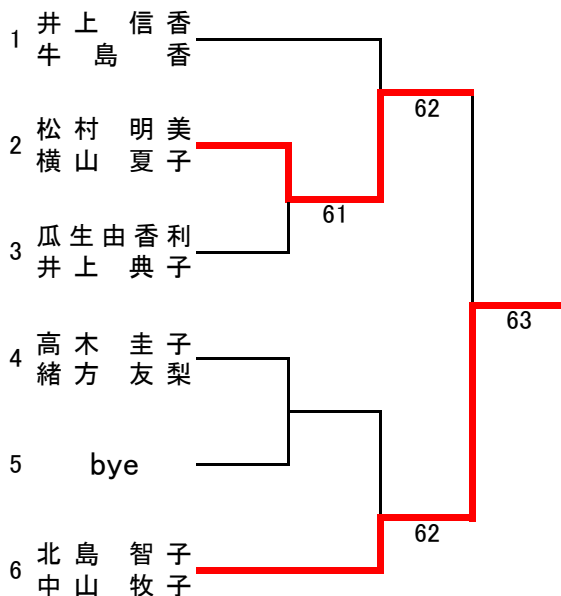 1 井上 信香
牛島 香
62
2 松村 明美
横山 夏子
61
3 瓜生由香利
井上 典子
63
4 高木 圭子
緒方 友梨
5 bye
62
6 北島 智子
中山 牧子